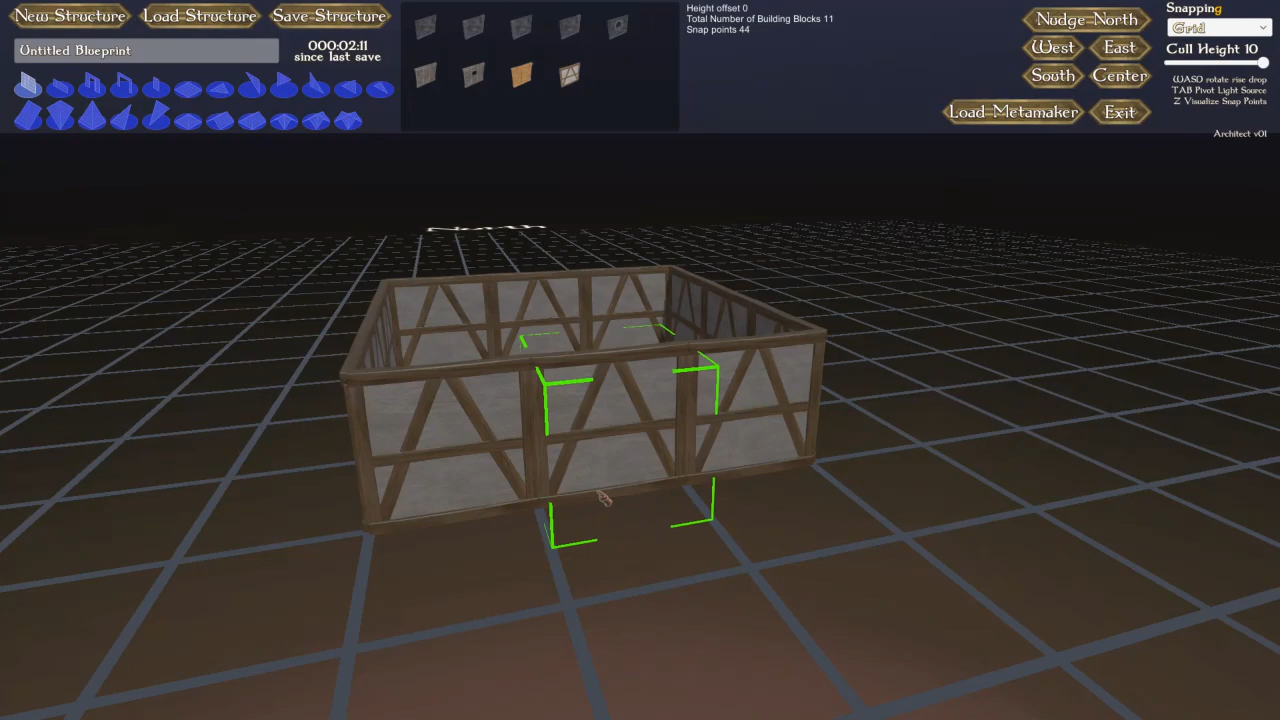 New Structure
Load Structure
Save Structure
Untitled Blueprint
000:02:11
since last save
Height offset 0
Total Number of Building Blocks 11
Snap points 44
Nudge North
West
East
South
Center
Load Metamaker
Exit
Snapping
Grid
Cull Height 10
WASD rotate rise drop
TAB Pivot Light Source
Z Visualize Snap Points
Architect v01
North